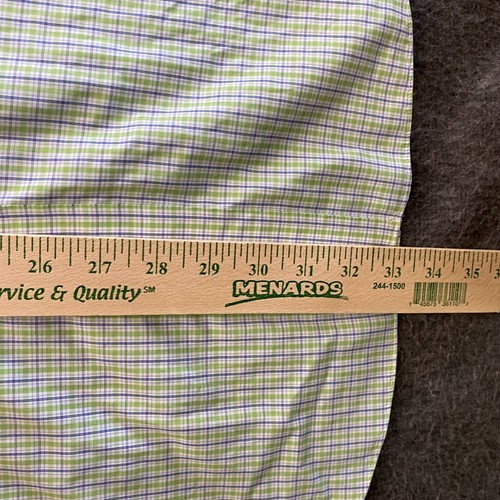 26 27 28 29 30 31 32 33 34 35
rvice & Quality℠ MENARDS 244-1500